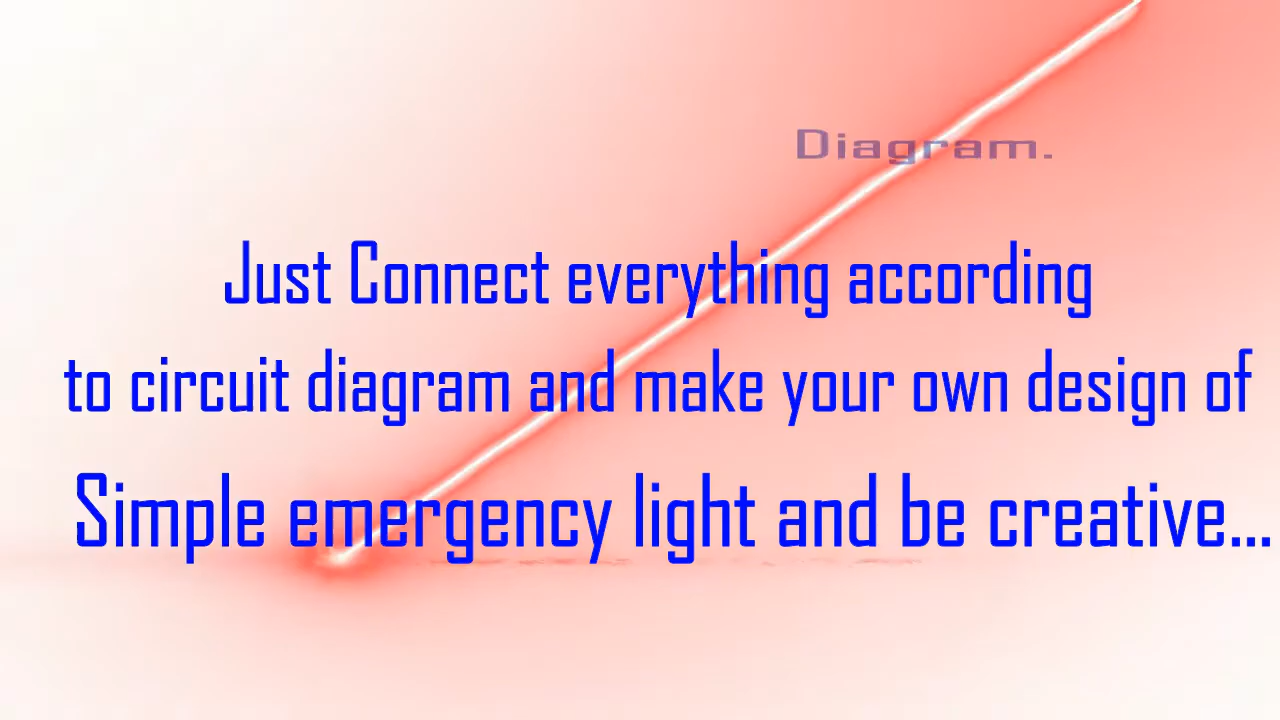 Diagram.
Just Connect everything according
to circuit diagram and make your own design of
Simple emergency light and be creative...